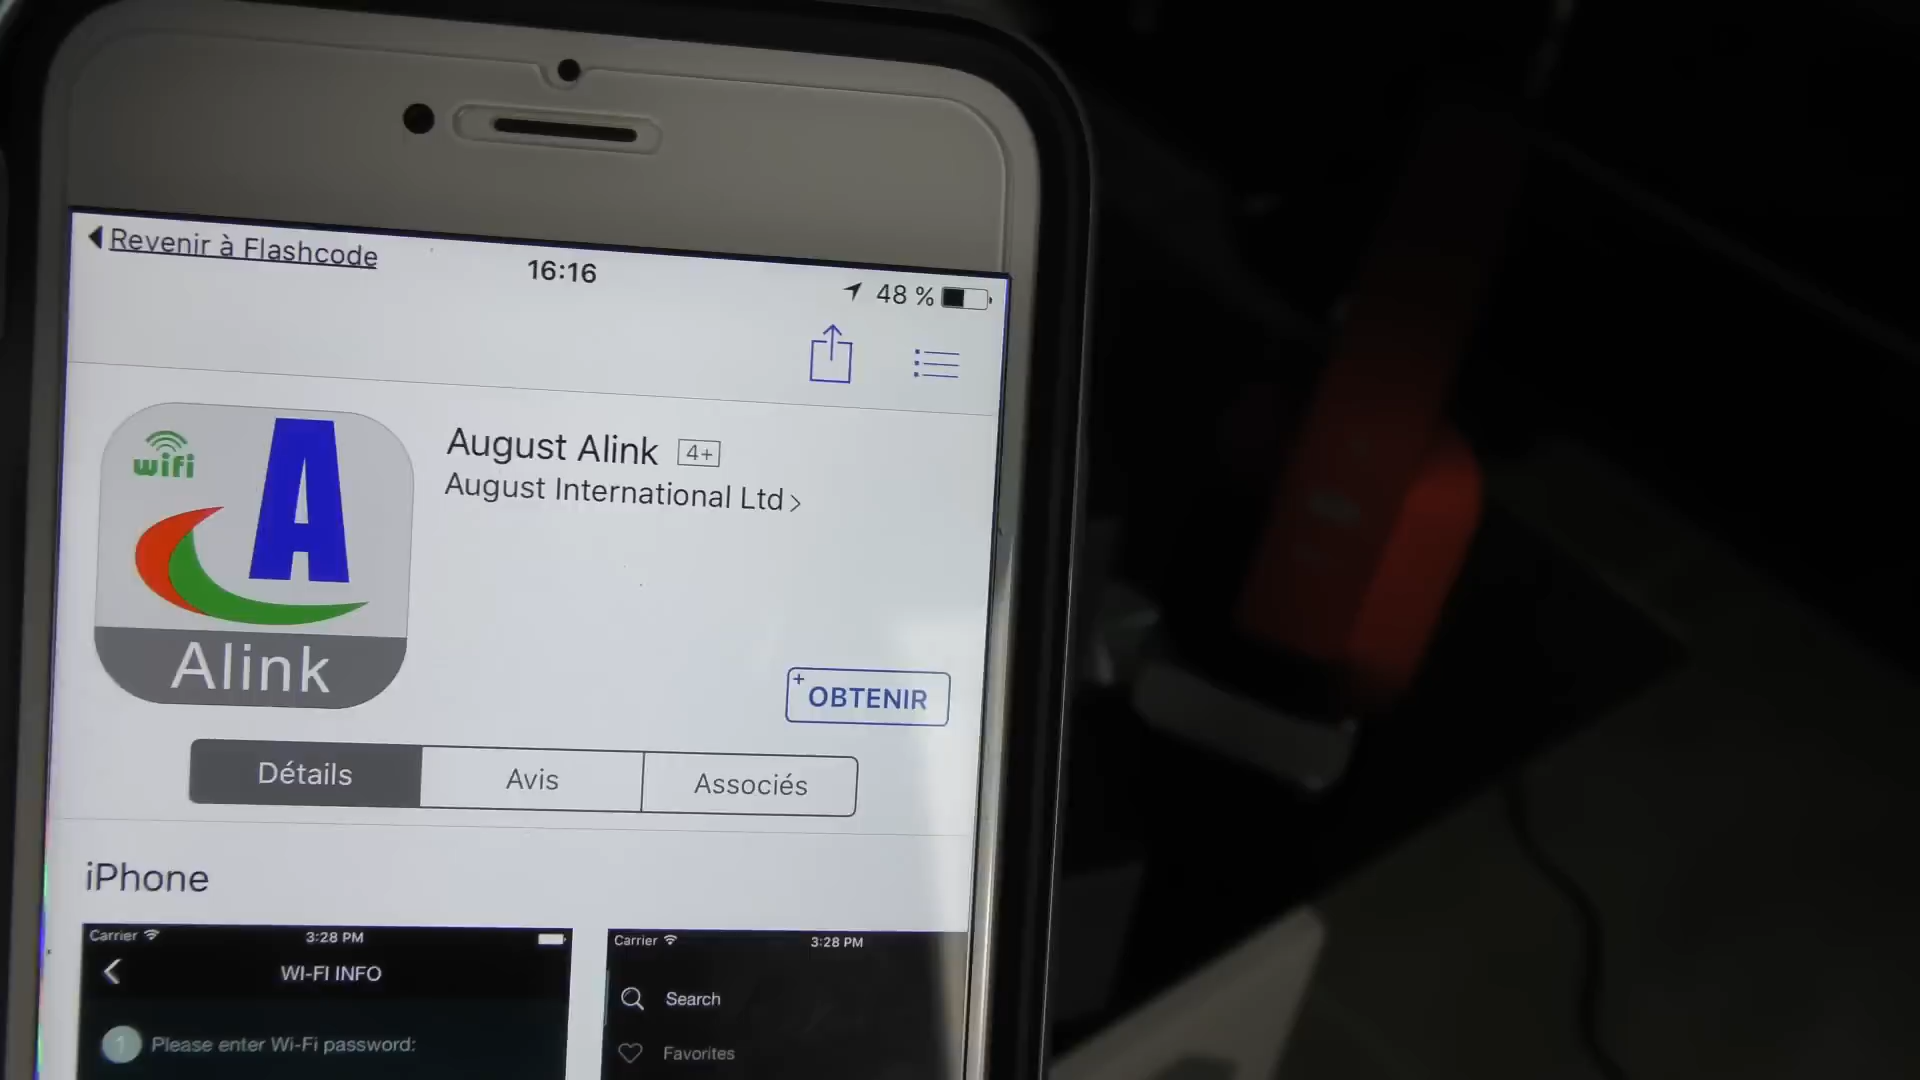 Revenir à Flashcode
16:16
48 %
wifi
A
Alink
August Alink 4+
August International Ltd
+ OBTENIR
Détails
Avis
Associés
iPhone
Carrier 3:28 PM
WI-FI INFO
1 Please enter Wi-Fi password:
Carrier 3:28 PM
Search
Favorites